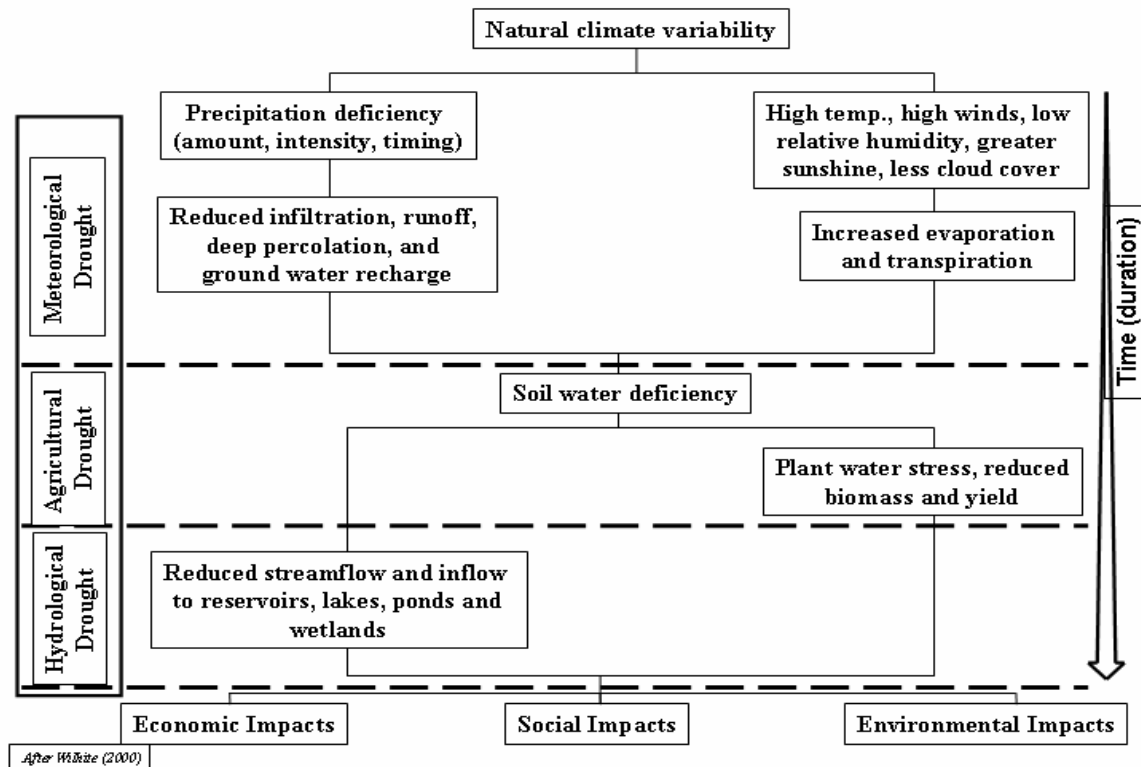 Natural climate variability
Precipitation deficiency
(amount, intensity, timing)
High temp., high winds, low
relative humidity, greater
sunshine, less cloud cover
Meteorological
Drought
Reduced infiltration, runoff,
deep percolation, and
ground water recharge
Increased evaporation
and transpiration
Time (duration)
Soil water deficiency
Agricultural
Drought
Plant water stress, reduced
biomass and yield
Hydrological
Drought
Reduced streamflow and inflow
to reservoirs, lakes, ponds and
wetlands
Economic Impacts
Social Impacts
Environmental Impacts
After Wilhite (2000)